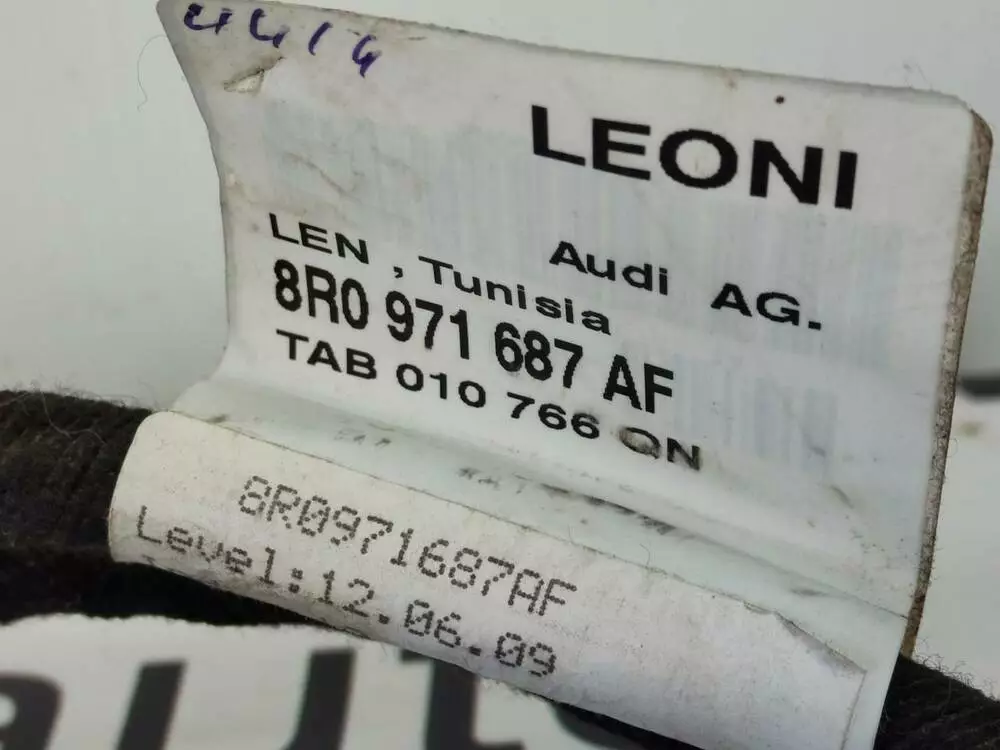 4414
LEONI
Audi AG.
LEN , Tunisia
8R0 971 687 AF
TAB 010 766 QN
8R0971687AF
Level:12.06.09